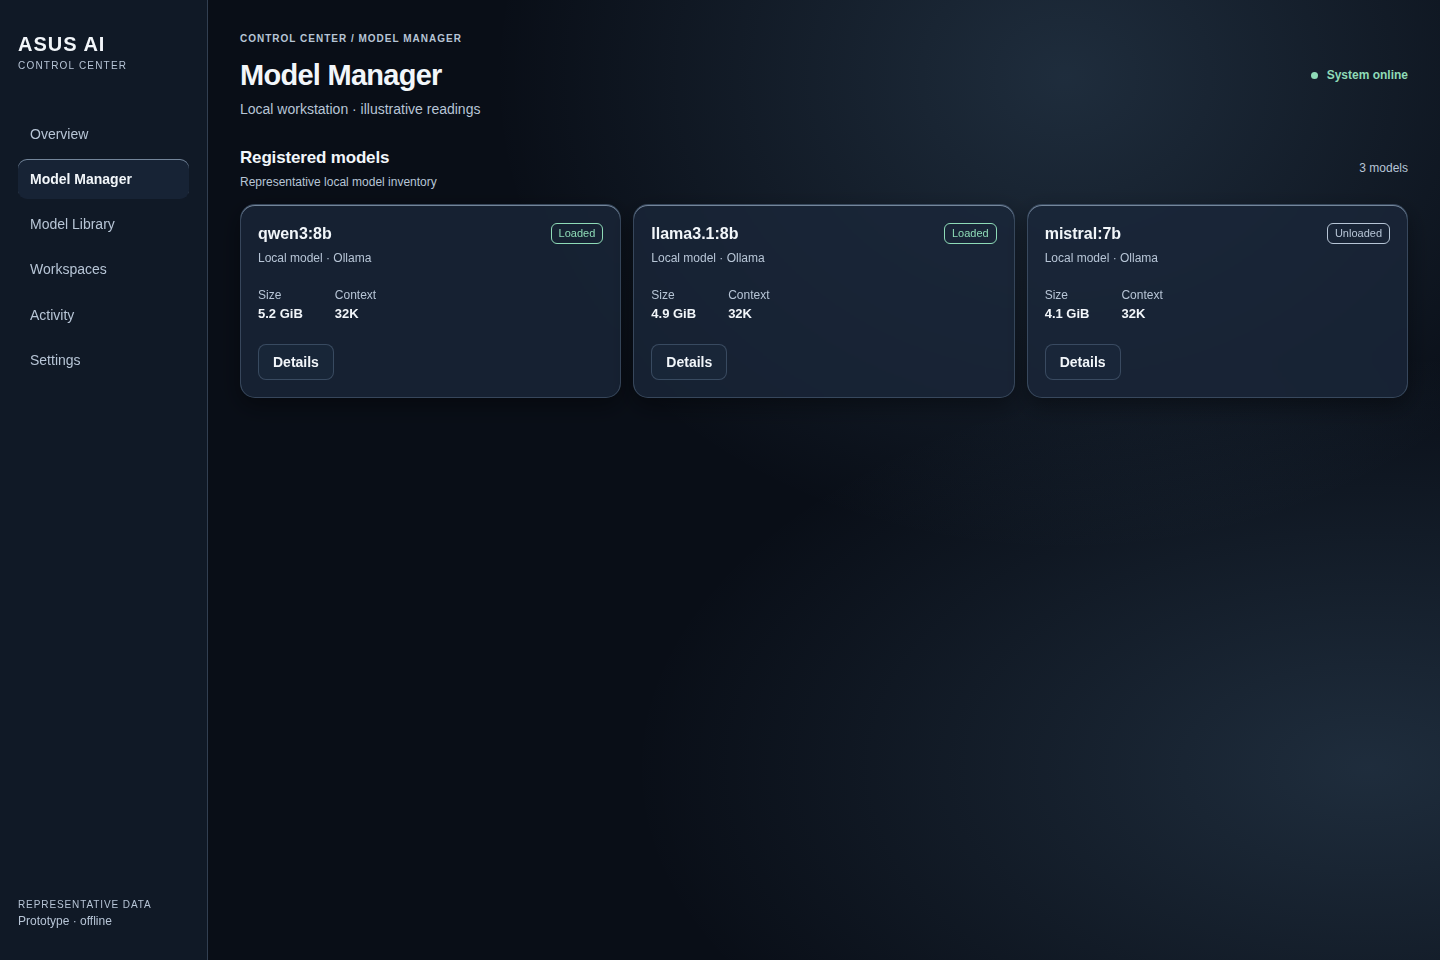 ASUS AI
CONTROL CENTER
Overview
Model Manager
Model Library
Workspaces
Activity
Settings
REPRESENTATIVE DATA
Prototype · offline
CONTROL CENTER / MODEL MANAGER
Model Manager
System online
Local workstation · illustrative readings
Registered models
Representative local model inventory
3 models
qwen3:8b
Loaded
Local model · Ollama
Size Context
5.2 GiB 32K
Details
llama3.1:8b
Loaded
Local model · Ollama
Size Context
4.9 GiB 32K
Details
mistral:7b
Unloaded
Local model · Ollama
Size Context
4.1 GiB 32K
Details